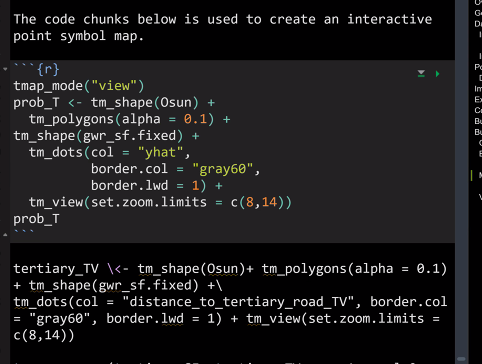 The code chunks below is used to create an interactive
point symbol map.
```{r}
tmap_mode("view")
prob_T <- tm_shape(Osun) +
  tm_polygons(alpha = 0.1) +
tm_shape(gwr_sf.fixed) +
  tm_dots(col = "yhat",
          border.col = "gray60",
          border.lwd = 1) +
  tm_view(set.zoom.limits = c(8,14))
prob_T
```
tertiary_TV \<- tm_shape(Osun)+ tm_polygons(alpha = 0.1)
+ tm_shape(gwr_sf.fixed) +\
tm_dots(col = "distance_to_tertiary_road_TV", border.col
= "gray60", border.lwd = 1) + tm_view(set.zoom.limits =
c(8,14))